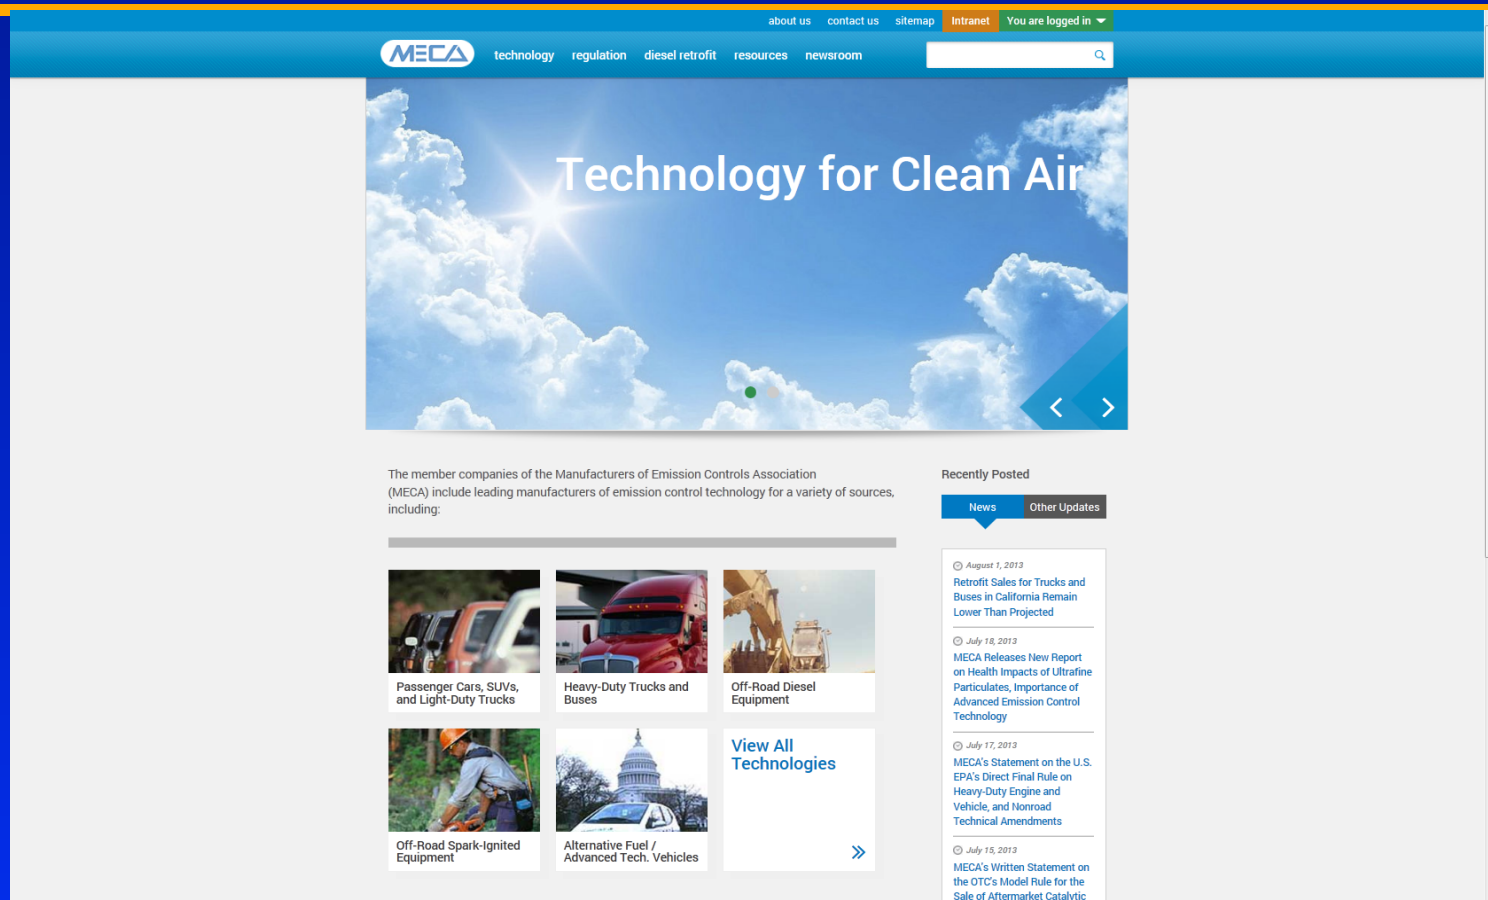 about us contact us sitemap Intranet You are logged in
MECA technology regulation diesel retrofit resources newsroom
Technology for Clean Air
The member companies of the Manufacturers of Emission Controls Association
(MECA) include leading manufacturers of emission control technology for a variety of sources,
including:
Passenger Cars, SUVs,
and Light-Duty Trucks
Heavy-Duty Trucks and
Buses
Off-Road Diesel
Equipment
Off-Road Spark-Ignited
Equipment
Alternative Fuel /
Advanced Tech. Vehicles
View All
Technologies
Recently Posted
News Other Updates
August 1, 2013
Retrofit Sales for Trucks and
Buses in California Remain
Lower Than Projected
July 18, 2013
MECA Releases New Report
on Health Impacts of Ultrafine
Particulates, Importance of
Advanced Emission Control
Technology
July 17, 2013
MECA's Statement on the U.S.
EPA's Direct Final Rule on
Heavy-Duty Engine and
Vehicle, and Nonroad
Technical Amendments
July 15, 2013
MECA's Written Statement on
the OTC's Model Rule for the
Sale of Aftermarket Catalytic